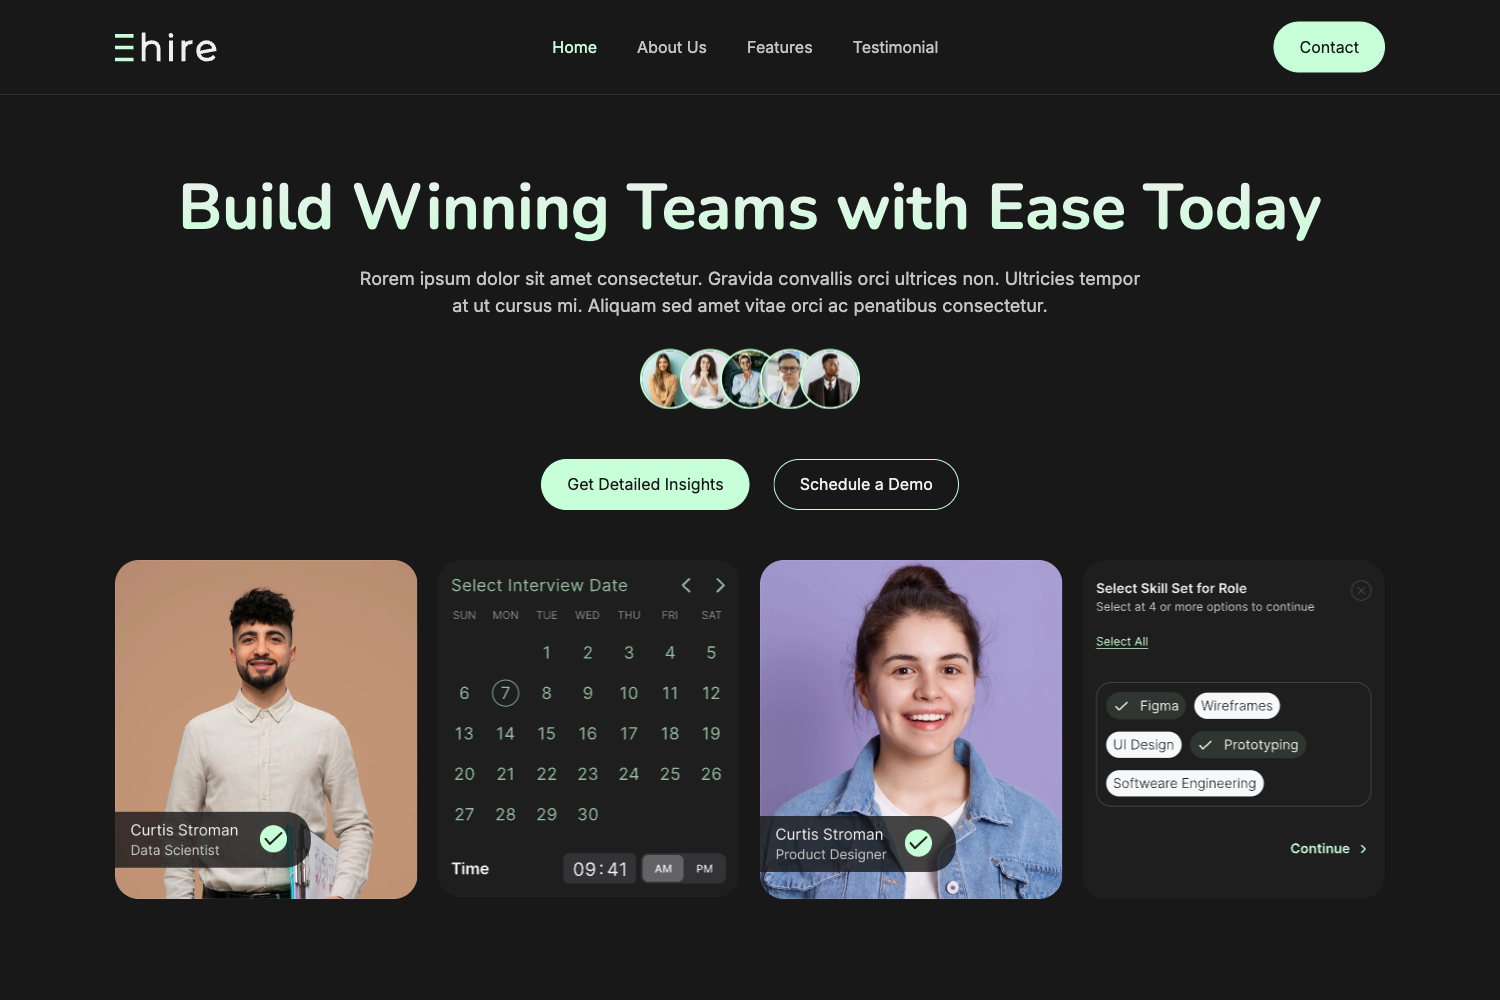 Ehire
Home About Us Features Testimonial
Contact
Build Winning Teams with Ease Today
Rorem ipsum dolor sit amet consectetur. Gravida convallis orci ultrices non. Ultricies tempor
at ut cursus mi. Aliquam sed amet vitae orci ac penatibus consectetur.
Get Detailed Insights Schedule a Demo
Curtis Stroman
Data Scientist
Select Interview Date
SUN MON TUE WED THU FRI SAT
1 2 3 4 5
6 7 8 9 10 11 12
13 14 15 16 17 18 19
20 21 22 23 24 25 26
27 28 29 30
Time 09:41 AM PM
Curtis Stroman
Product Designer
Select Skill Set for Role
Select at 4 or more options to continue
Select All
Figma Wireframes
UI Design Prototyping
Softweare Engineering
Continue